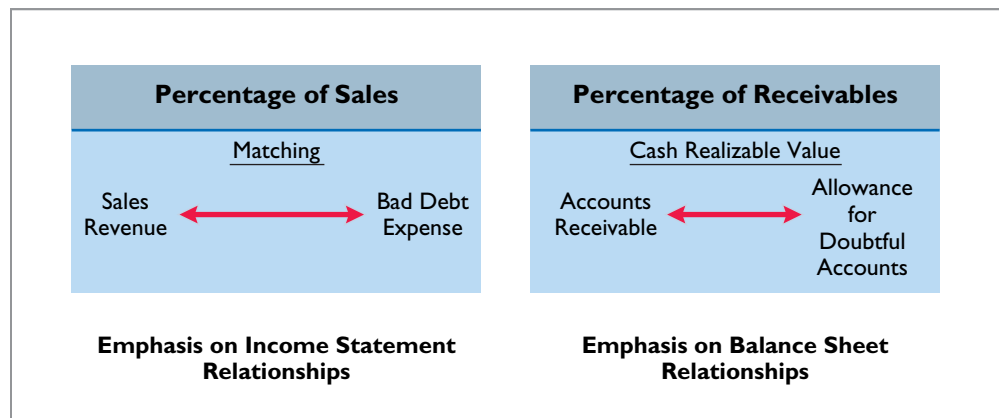 Percentage of Sales
Matching
Sales
Revenue
Bad Debt
Expense
Emphasis on Income Statement
Relationships
Percentage of Receivables
Cash Realizable Value
Accounts
Receivable
Allowance
for
Doubtful
Accounts
Emphasis on Balance Sheet
Relationships